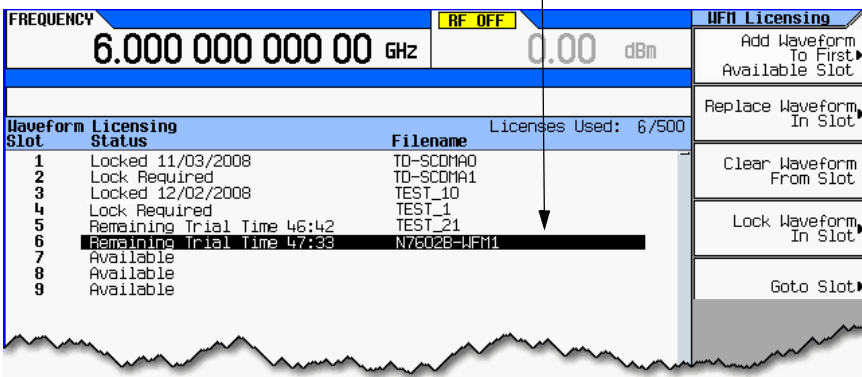 FREQUENCY
6.000 000 000 00 GHz
RF OFF
0.00 dBm
Waveform Licensing
Licenses Used: 6/500
Slot Status Filename
1 Locked 11/03/2008 TD-SCDMA0
2 Lock Required TD-SCDMA1
3 Locked 12/02/2008 TEST_10
4 Lock Required TEST_1
5 Remaining Trial Time 46:42 TEST_21
6 Remaining Trial Time 47:33 N7602B-WFM1
7 Available
8 Available
9 Available
WFM Licensing
Add Waveform
To First
Available Slot
Replace Waveform
In Slot
Clear Waveform
From Slot
Lock Waveform
In Slot
Goto Slot